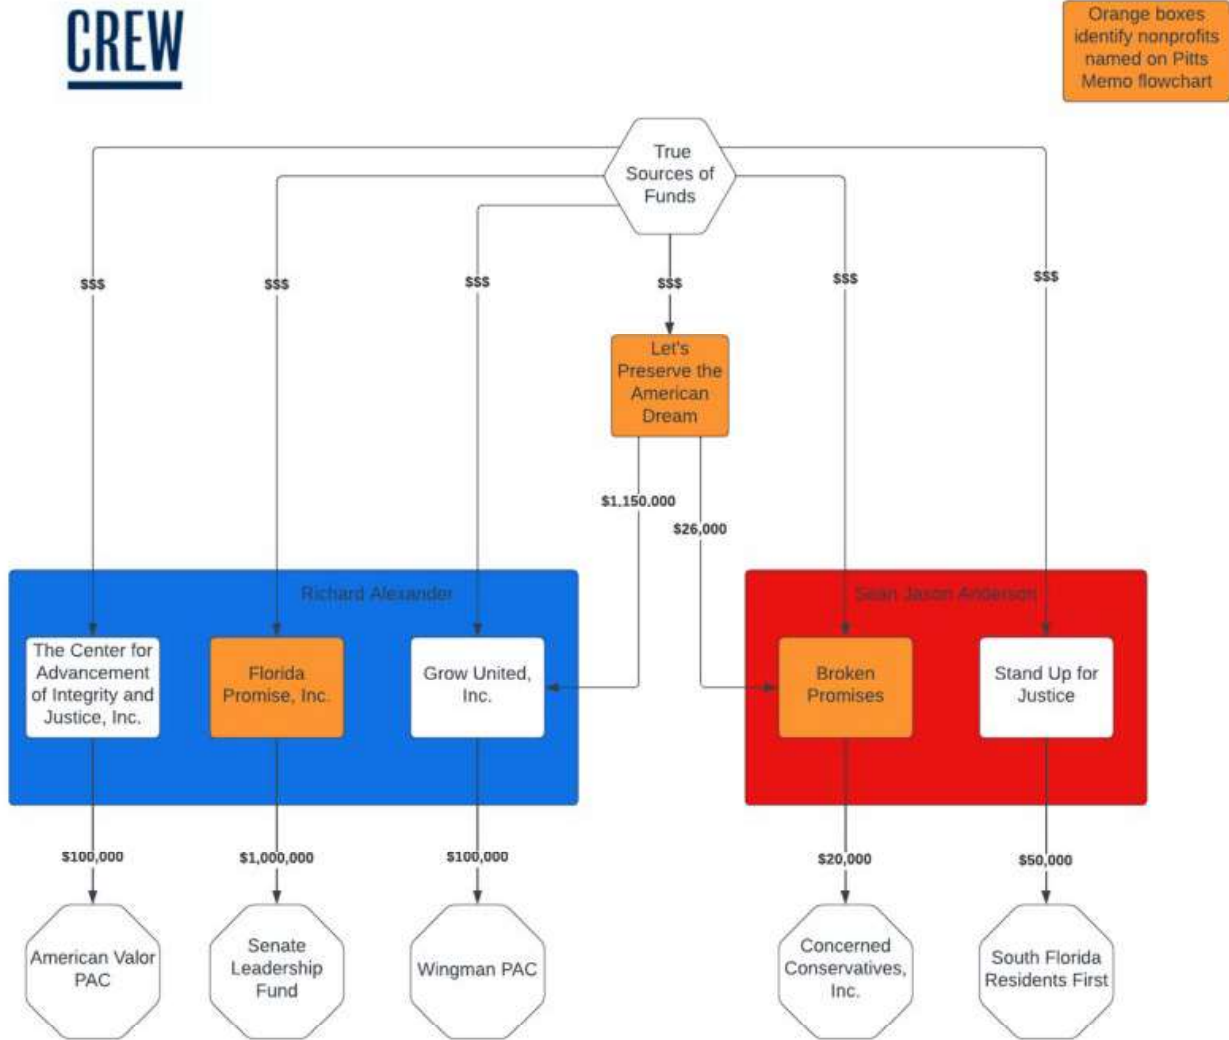 CREW
Orange boxes
identify nonprofits
named on Pitts
Memo flowchart
True
Sources of
Funds
$$$
$$$
$$$
$$$
$$$
$$$
Let's
Preserve the
American
Dream
$1,150,000
$26,000
Richard Alexander
Sean Jason Anderson
The Center for
Advancement
of Integrity and
Justice, Inc.
Florida
Promise, Inc.
Grow United,
Inc.
Broken
Promises
Stand Up for
Justice
$100,000
$1,000,000
$100,000
$20,000
$50,000
American Valor
PAC
Senate
Leadership
Fund
Wingman PAC
Concerned
Conservatives,
Inc.
South Florida
Residents First